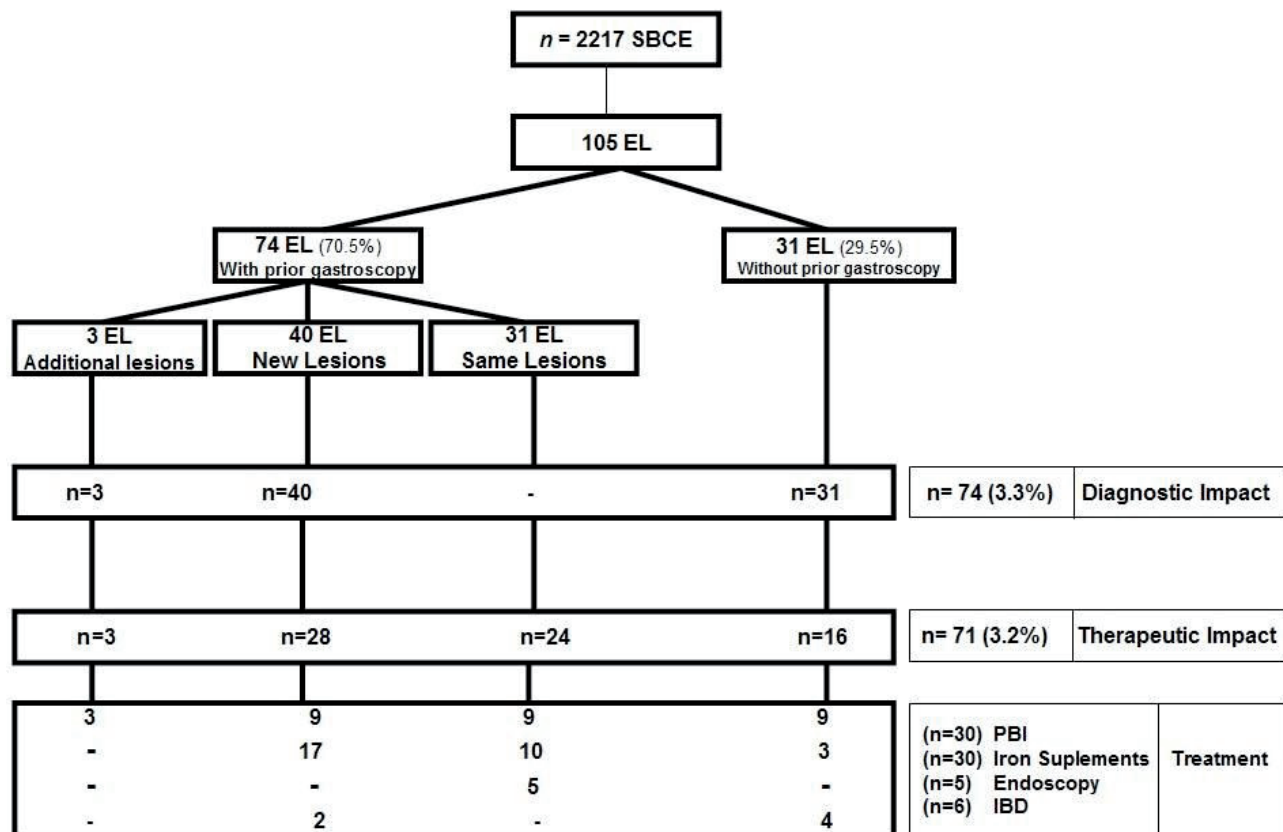 n = 2217 SBCE
105 EL
74 EL (70.5%)
With prior gastroscopy
31 EL (29.5%)
Without prior gastroscopy
3 EL
Additional lesions
40 EL
New Lesions
31 EL
Same Lesions
n=3 n=40 - n=31 n= 74 (3.3%) Diagnostic Impact
n=3 n=28 n=24 n=16 n= 71 (3.2%) Therapeutic Impact
3 9 9 9
- 17 10 3
- - 5 -
- 2 - 4
(n=30) PBI
(n=30) Iron Suplements
(n=5) Endoscopy
(n=6) IBD
Treatment